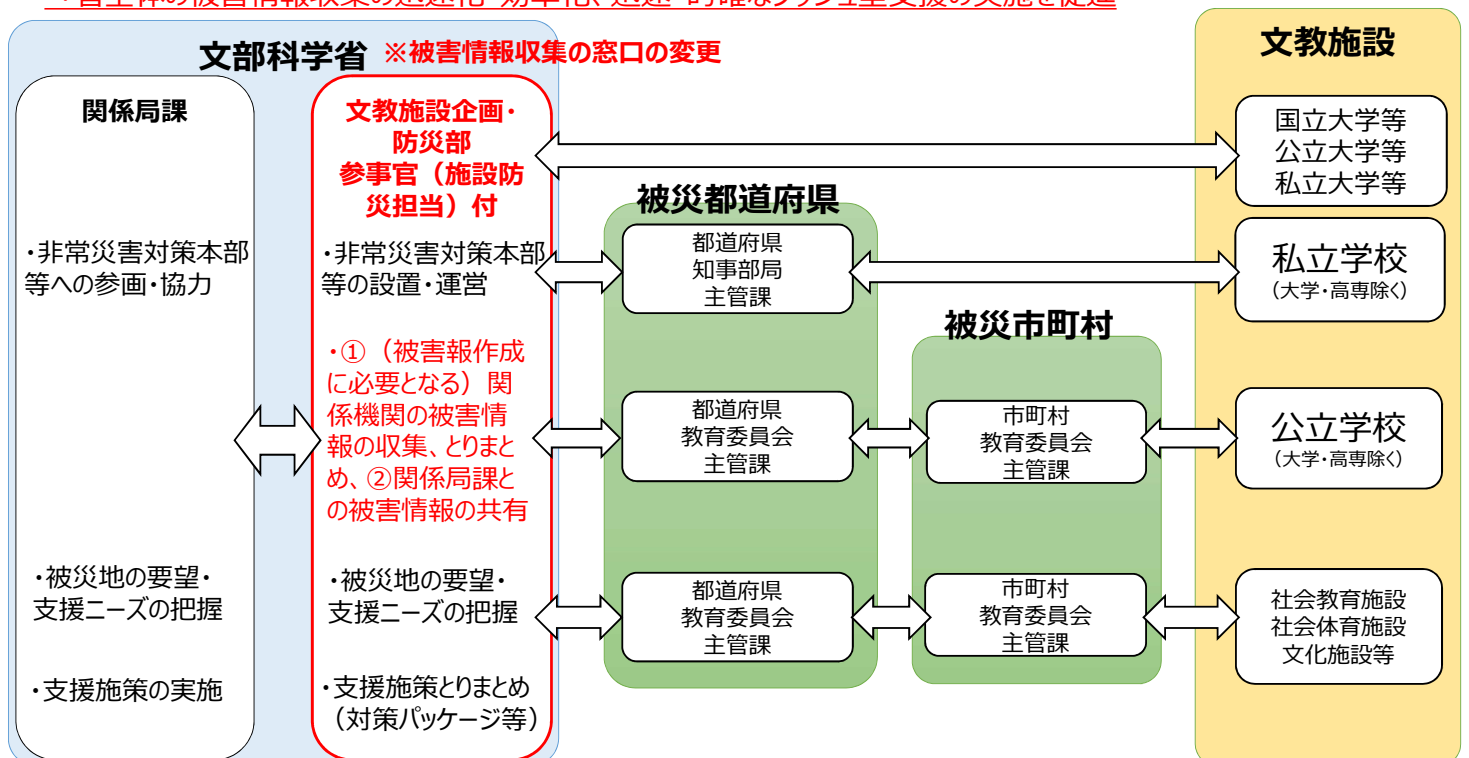 文部科学省 ※被害情報収集の窓口の変更
関係局課
・非常災害対策本部
等への参画・協力
・被災地の要望・
支援ニーズの把握
・支援施策の実施
文教施設企画・
防災部
参事官（施設防
災担当）付
・非常災害対策本部
等の設置・運営
・①（被害報作成
に必要となる）関
係機関の被害情
報の収集、とりまと
め、②関係局課と
の被害情報の共有
・被災地の要望・
支援ニーズの把握
・支援施策とりまとめ
（対策パッケージ等）
被災都道府県
都道府県
知事部局
主管課
都道府県
教育委員会
主管課
都道府県
教育委員会
主管課
被災市町村
市町村
教育委員会
主管課
市町村
教育委員会
主管課
文教施設
国立大学等
公立大学等
私立大学等
私立学校
（大学・高専除く）
公立学校
（大学・高専除く）
社会教育施設
社会体育施設
文化施設等